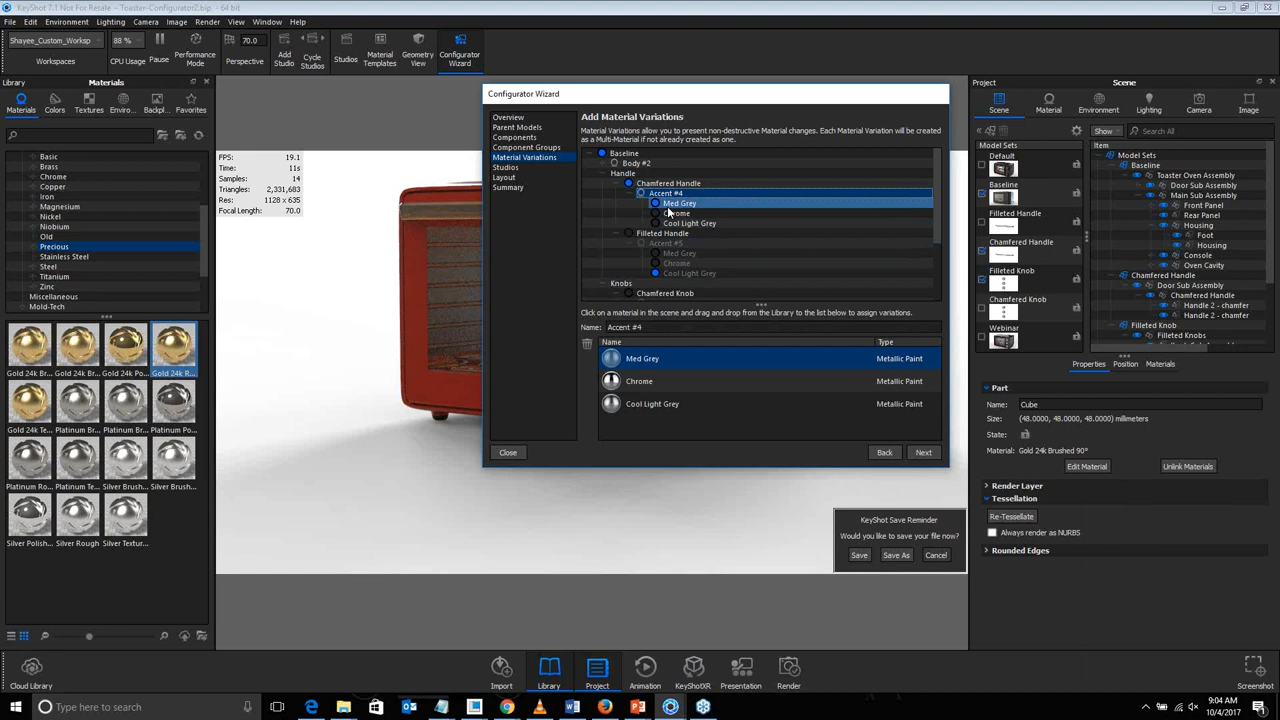 KeyShot 7.1 Not For Resale - Toaster-Configurator2.bip - 64 bit
File Edit Environment Lighting Camera Image Render View Window Help
Shayee_Custom_Worksp 88 % 70.0
Workspaces CPU Usage Pause Performance Mode Perspective Add Studio Cycle Studios Studios Material Templates Geometry View Configurator Wizard
Library Materials
Materials Colors Textures Enviro... Backpl... Favorites
Basic
Brass
Chrome
Copper
Iron
Magnesium
Nickel
Niobium
Old
Precious
Stainless Steel
Steel
Titanium
Zinc
Miscellaneous
Mold-Tech
Gold 24k Br... Gold 24k Br... Gold 24k Po... Gold 24k R...
Gold 24k Te... Platinum Br... Platinum Br... Platinum Po...
Platinum Ro... Platinum Te... Silver Brush... Silver Brush...
Silver Polish... Silver Rough Silver Textur...
FPS: 19.1
Time: 11s
Samples: 14
Triangles: 2,331,683
Res: 1128 x 635
Focal Length: 70.0
Configurator Wizard
Overview
Parent Models
Components
Component Groups
Material Variations
Studios
Layout
Summary
Add Material Variations
Material Variations allow you to present non-destructive Material changes. Each Material Variation will be created
as a Multi-Material if not already created as one.
Baseline
Body #2
Handle
Chamfered Handle
Accent #4
Med Grey
Cool Light Grey
Filleted Handle
Accent #5
Med Grey
Chrome
Cool Light Grey
Knobs
Chamfered Knob
Click on a material in the scene and drag and drop from the Library to the list below to assign variations.
Name: Accent #4
Name Type
Med Grey Metallic Paint
Chrome Metallic Paint
Cool Light Grey Metallic Paint
Close Back Next
KeyShot Save Reminder
Would you like to save your file now?
Save Save As Cancel
Project Scene
Scene Material Environment Lighting Camera Image
Show Search All
Model Sets
Default
Baseline
Filleted Handle
Chamfered Handle
Filleted Knob
Chamfered Knob
Webinar
Item
Model Sets
Baseline
Toaster Oven Assembly
Door Sub Assembly
Main Sub Assembly
Front Panel
Rear Panel
Housing
Foot
Housing
Console
Oven Cavity
Chamfered Handle
Door Sub Assembly
Chamfered Handle
Handle 2 - chamfer
Handle 2 - chamfer
Filleted Knob
Filleted Knobs
Properties Position Materials
Part
Name: Cube
Size: (48.0000, 48.0000, 48.0000) millimeters
State:
Material: Gold 24k Brushed 90°
Edit Material Unlink Materials
Render Layer
Tessellation
Re-Tessellate
Always render as NURBS
Rounded Edges
Cloud Library Import Library Project Animation KeyShotXR Presentation Render Screenshot
Type here to search
9:04 AM
10/4/2017